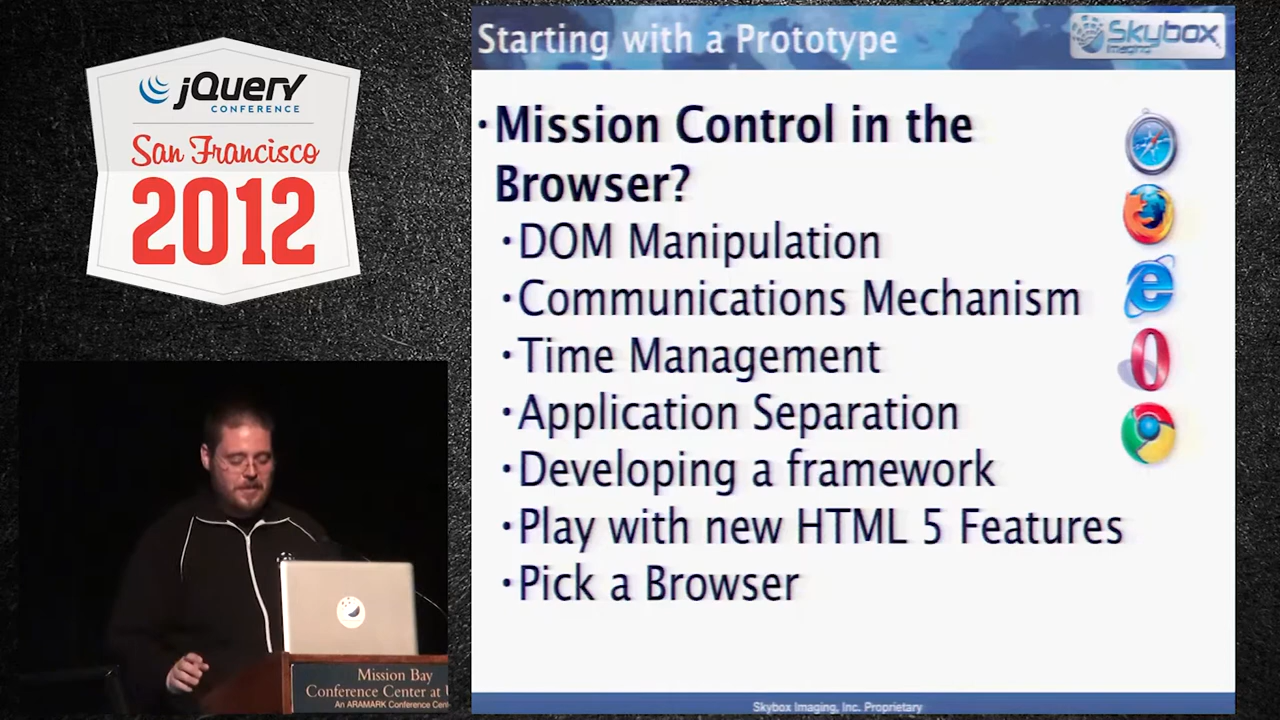 jQuery
CONFERENCE
San Francisco
2012
Mission Bay
Conference Center at
An ARAMARK Conference
Starting with a Prototype
Skybox
Imaging
• Mission Control in the
Browser?
• DOM Manipulation
• Communications Mechanism
• Time Management
• Application Separation
• Developing a framework
• Play with new HTML 5 Features
• Pick a Browser
Skybox Imaging, Inc. Proprietary